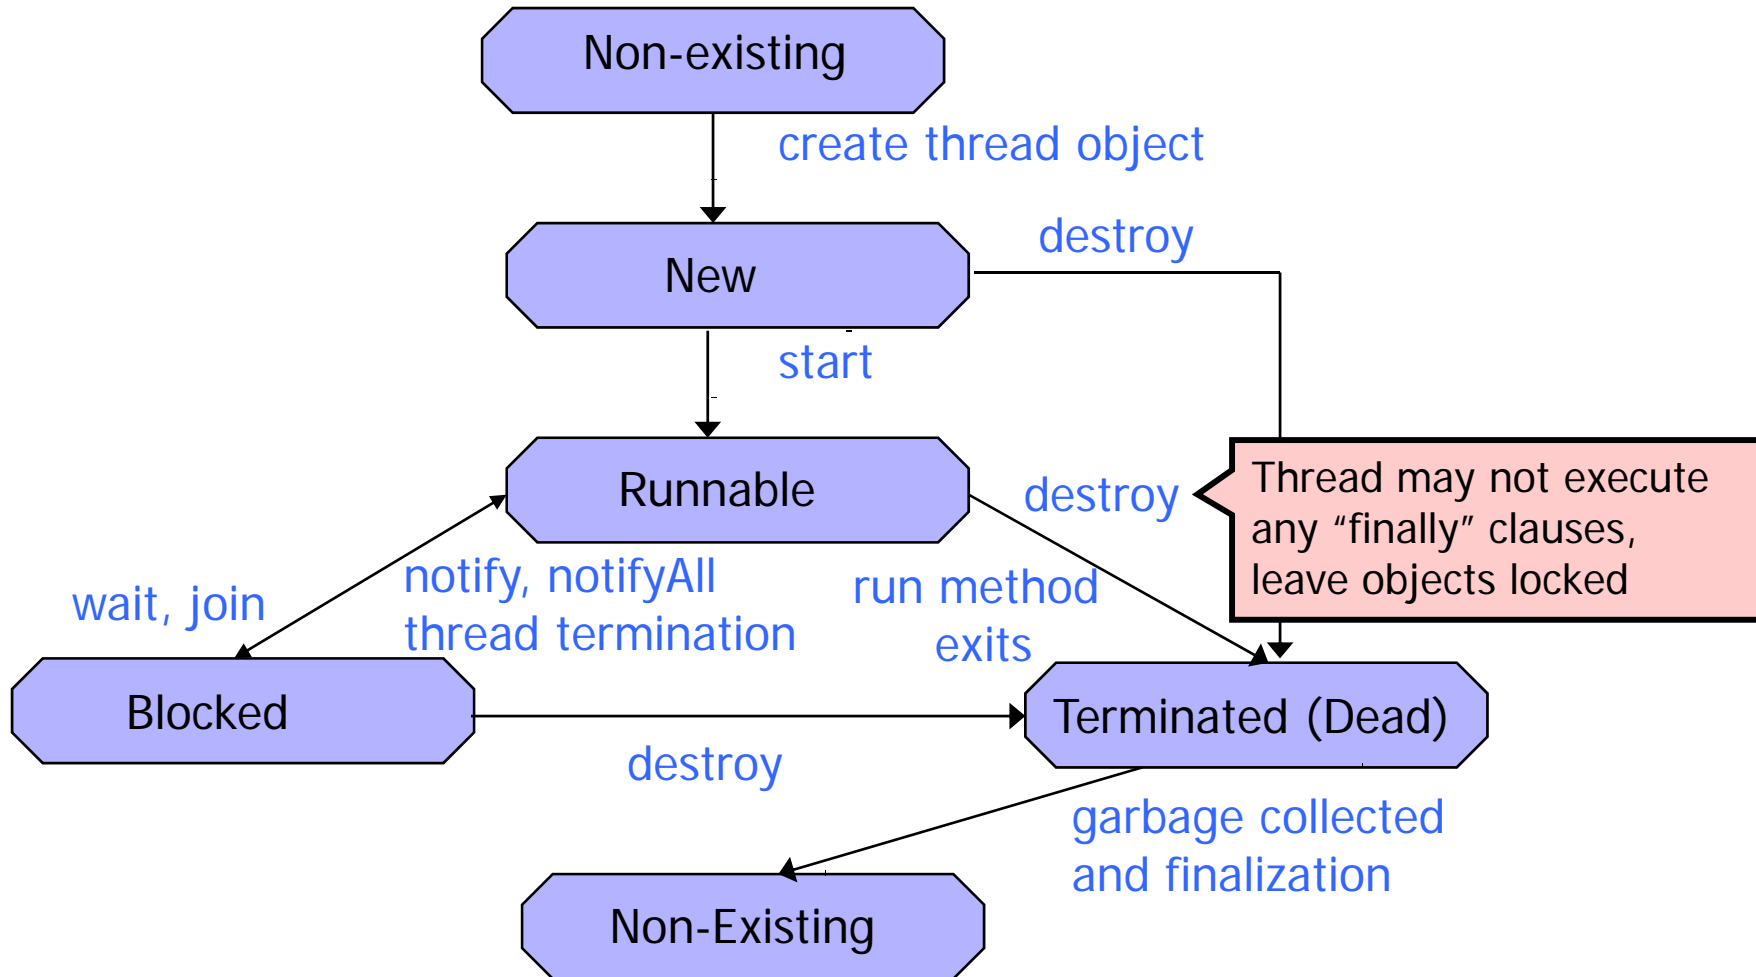 Non-existing
create thread object
destroy
New
start
Runnable
destroy
Thread may not execute
any “finally” clauses,
leave objects locked
wait, join
notify, notifyAll
thread termination
run method
exits
Blocked
Terminated (Dead)
destroy
garbage collected
and finalization
Non-Existing